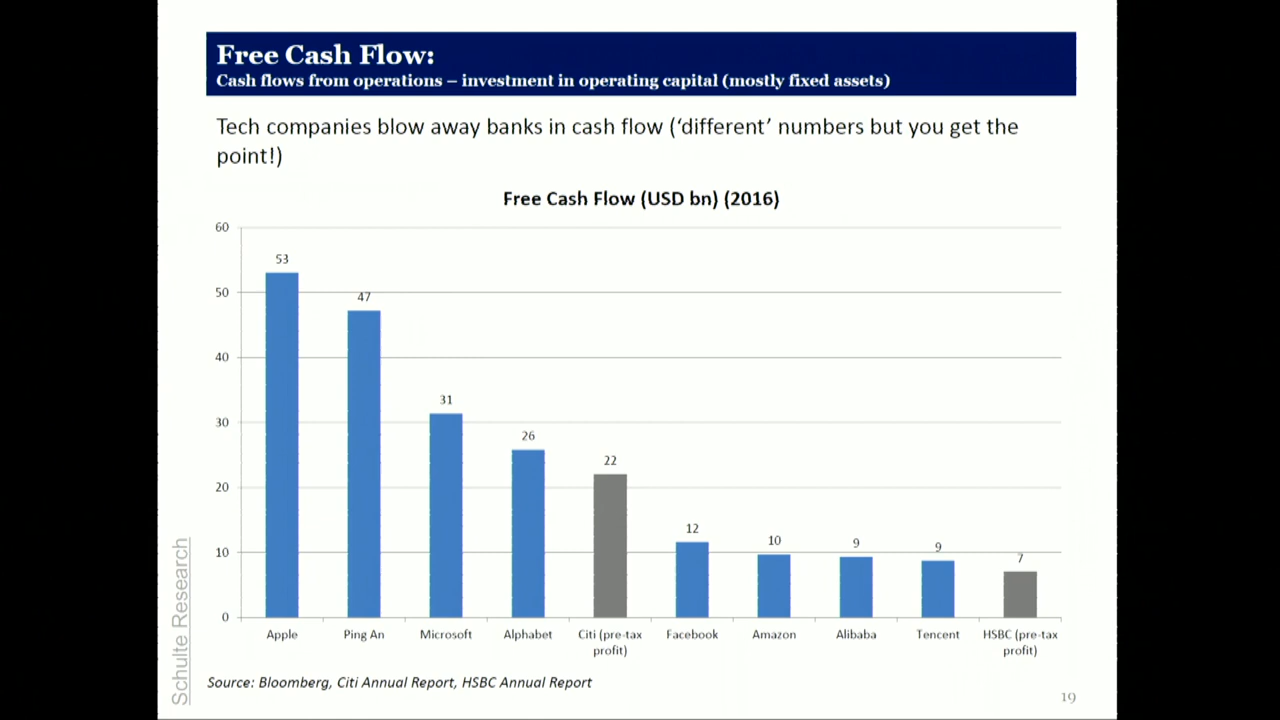 Free Cash Flow:
Cash flows from operations – investment in operating capital (mostly fixed assets)
Tech companies blow away banks in cash flow (‘different’ numbers but you get the
point!)
Free Cash Flow (USD bn) (2016)
60
50
40
30
20
10
0
53
47
31
26
22
12
10
9
9
7
Apple
Ping An
Microsoft
Alphabet
Citi (pre-tax
profit)
Facebook
Amazon
Alibaba
Tencent
HSBC (pre-tax
profit)
Schulte Research
Source: Bloomberg, Citi Annual Report, HSBC Annual Report
19